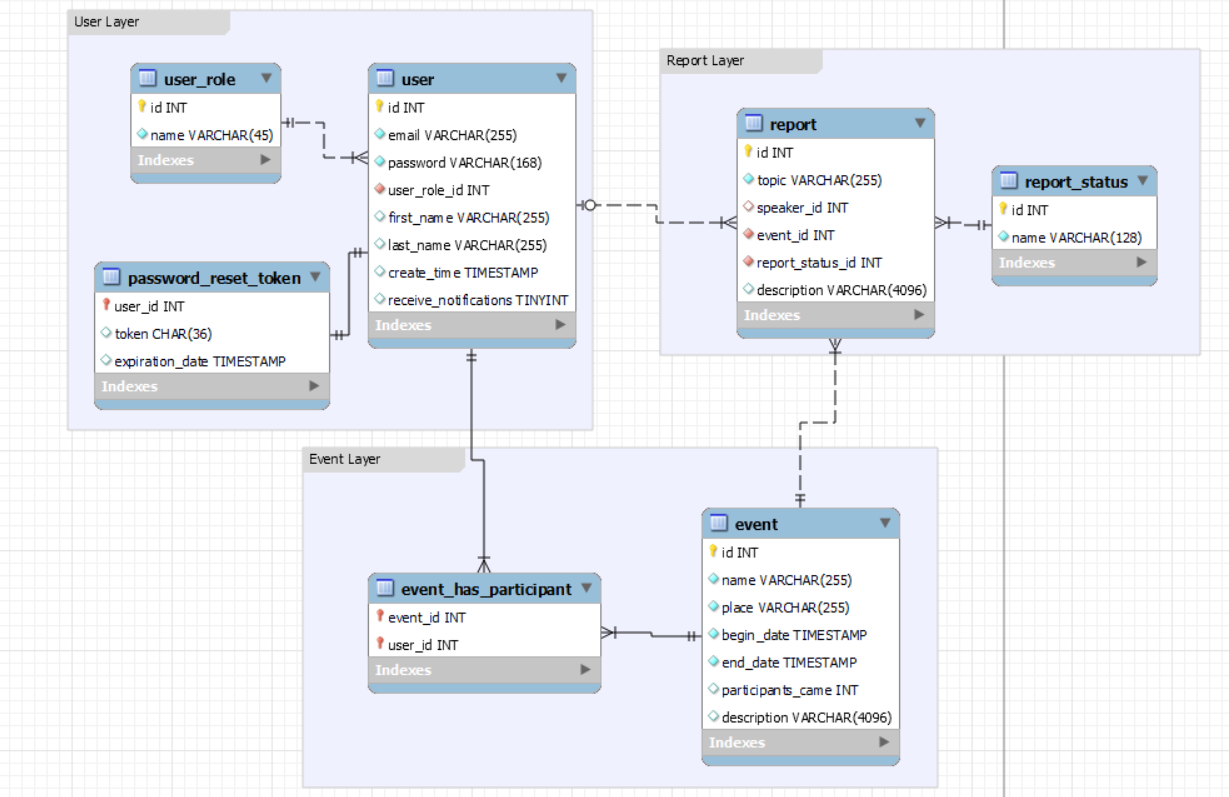 User Layer
user_role
id INT
name VARCHAR(45)
Indexes
user
id INT
email VARCHAR(255)
password VARCHAR(168)
user_role_id INT
first_name VARCHAR(255)
last_name VARCHAR(255)
create_time TIMESTAMP
receive_notifications TINYINT
Indexes
password_reset_token
user_id INT
token CHAR(36)
expiration_date TIMESTAMP
Indexes
Report Layer
report
id INT
topic VARCHAR(255)
speaker_id INT
event_id INT
report_status_id INT
description VARCHAR(4096)
Indexes
report_status
id INT
name VARCHAR(128)
Indexes
Event Layer
event_has_participant
event_id INT
user_id INT
Indexes
event
id INT
name VARCHAR(255)
place VARCHAR(255)
begin_date TIMESTAMP
end_date TIMESTAMP
participants_came INT
description VARCHAR(4096)
Indexes